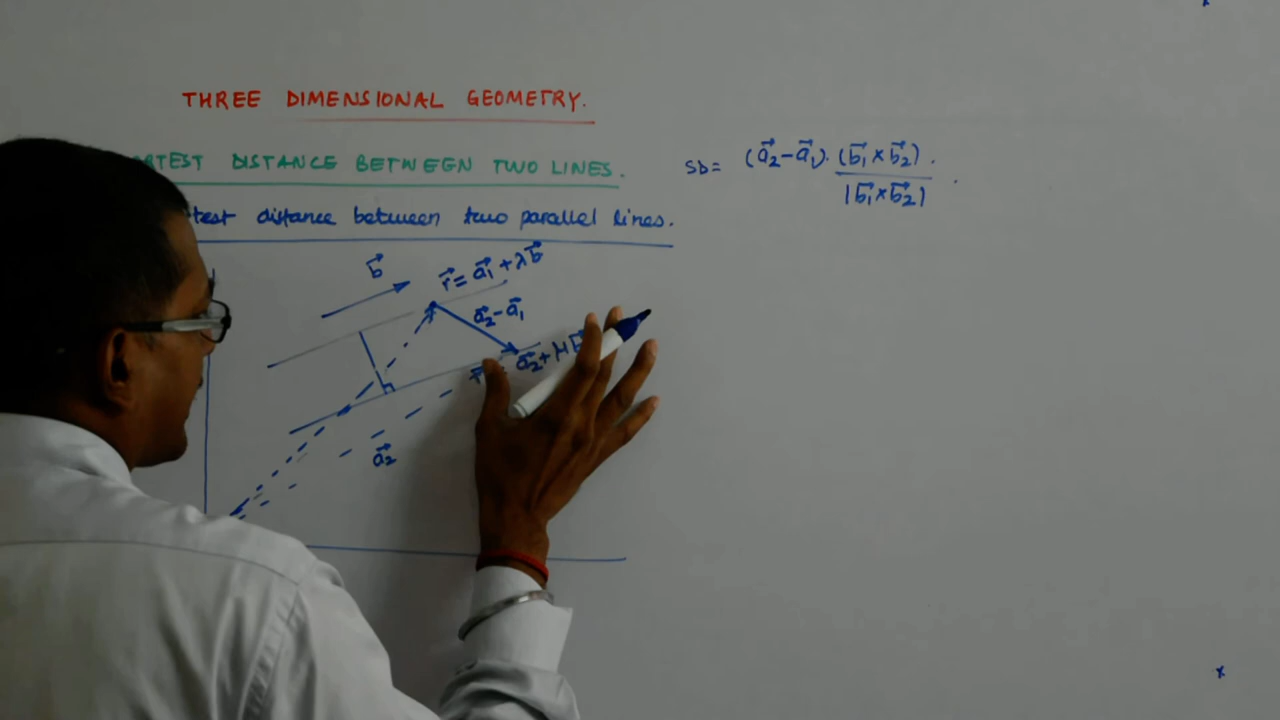 THREE DIMENSIONAL GEOMETRY.
DISTANCE BETWEEN TWO LINES.
distance between two parallel lines.
SD= (a⃗₂-a⃗₁).(b⃗₁×b⃗₂).
|b⃗₁×b⃗₂|
b⃗
r⃗= a⃗₁+λb⃗
a⃗₂-a⃗₁
a⃗₂+μb⃗
a⃗₂
x